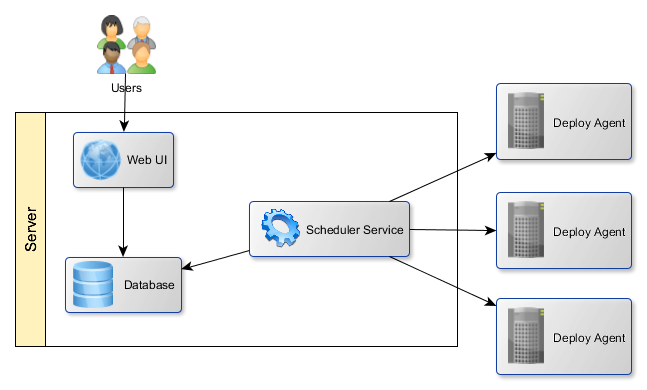 Users
Server
Web UI
Database
Scheduler Service
Deploy Agent
Deploy Agent
Deploy Agent